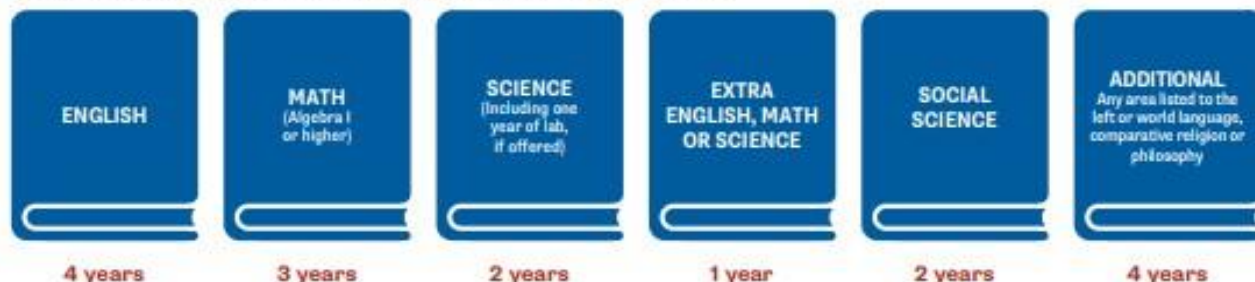 ENGLISH
4 years
MATH
(Algebra I
or higher)
3 years
SCIENCE
(Including one
year of lab,
if offered)
2 years
EXTRA
ENGLISH, MATH
OR SCIENCE
1 year
SOCIAL
SCIENCE
2 years
ADDITIONAL
Any area listed to the
left or world language,
comparative religion or
philosophy
4 years